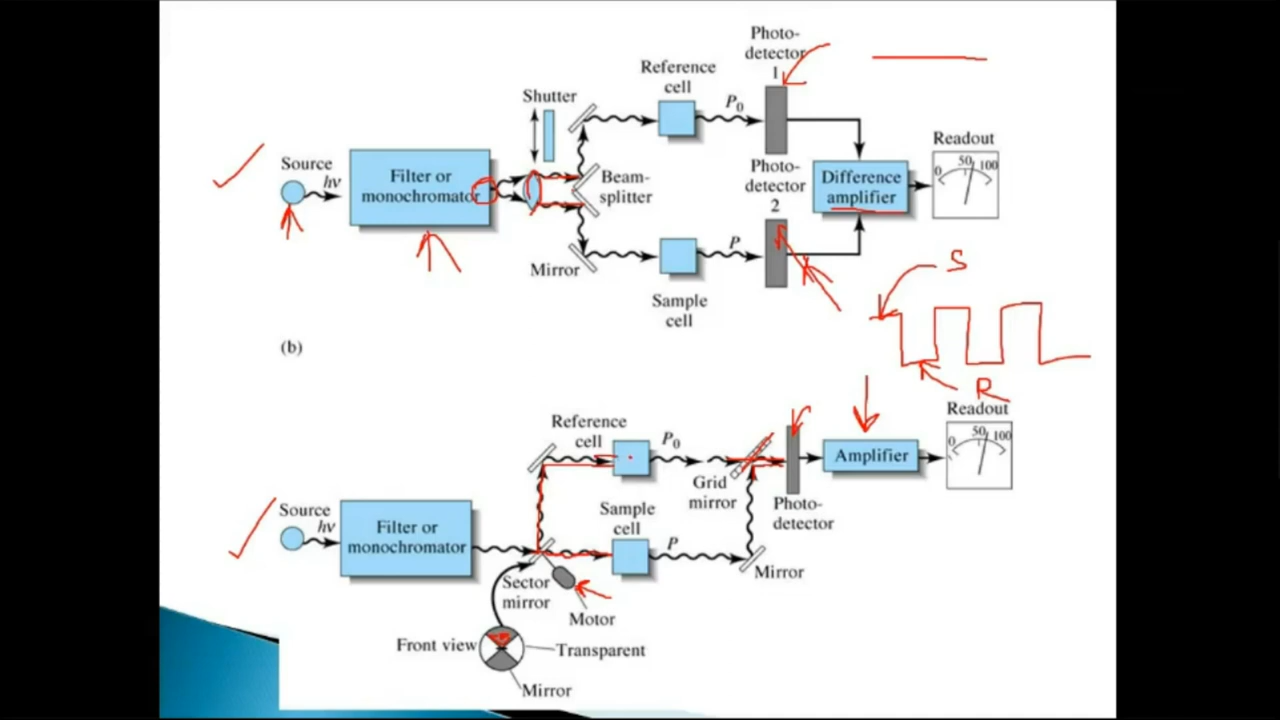 Photo-
detector
1
Reference
cell
P0
Shutter
Source
hν
Filter or
monochromator
Beam-
splitter
Photo-
detector
2
Difference
amplifier
Readout
0 50 100
Mirror
P
Sample
cell
S
R
(b)
Reference
cell
P0
Readout
0 50 100
Amplifier
Grid
mirror
Photo-
detector
Source
hν
Filter or
monochromator
Sample
cell
P
Mirror
Sector
mirror
Motor
Front view
Transparent
Mirror